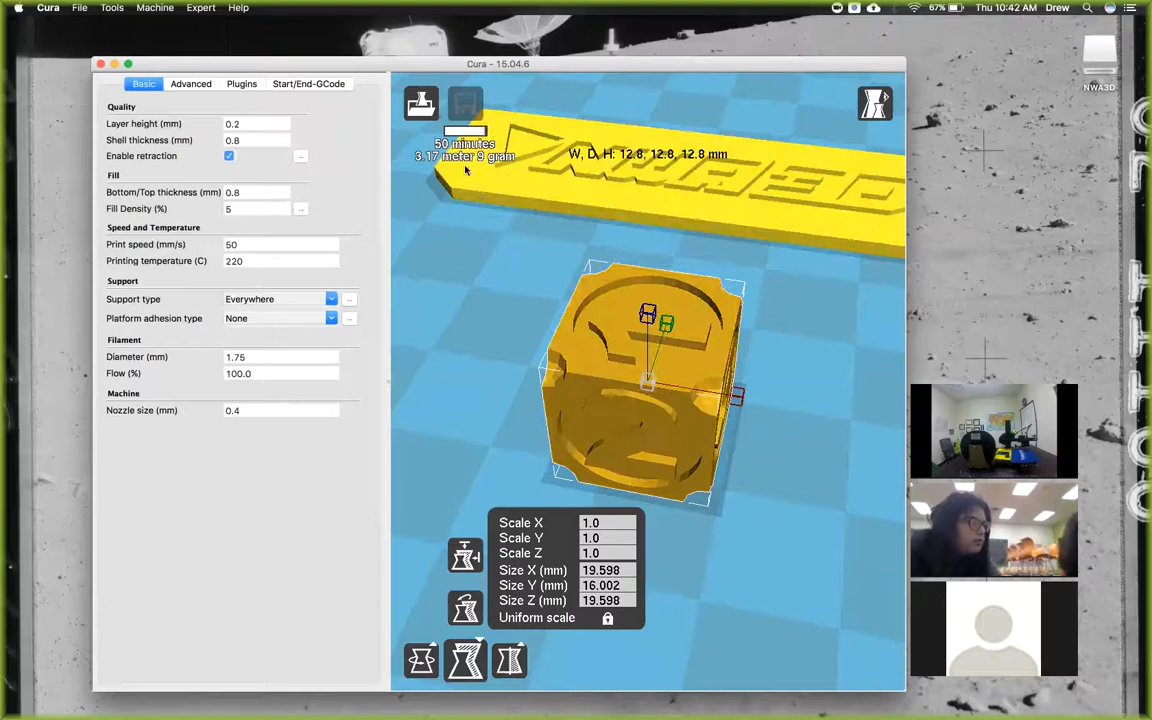 Cura File Tools Machine Expert Help 67% Thu 10:42 AM Drew
Cura - 15.04.6
NWA3D
Basic Advanced Plugins Start/End-GCode
Quality
Layer height (mm) 0.2
Shell thickness (mm) 0.8
Enable retraction ...
Fill
Bottom/Top thickness (mm) 0.8
Fill Density (%) 5 ...
Speed and Temperature
Print speed (mm/s) 50
Printing temperature (C) 220
Support
Support type Everywhere ...
Platform adhesion type None ...
Filament
Diameter (mm) 1.75
Flow (%) 100.0
Machine
Nozzle size (mm) 0.4
50 minutes
3.17 meter 9 gram
W, D, H: 12.8, 12.8, 12.8 mm
NWA3D
Scale X 1.0
Scale Y 1.0
Scale Z 1.0
Size X (mm) 19.598
Size Y (mm) 16.002
Size Z (mm) 19.598
Uniform scale